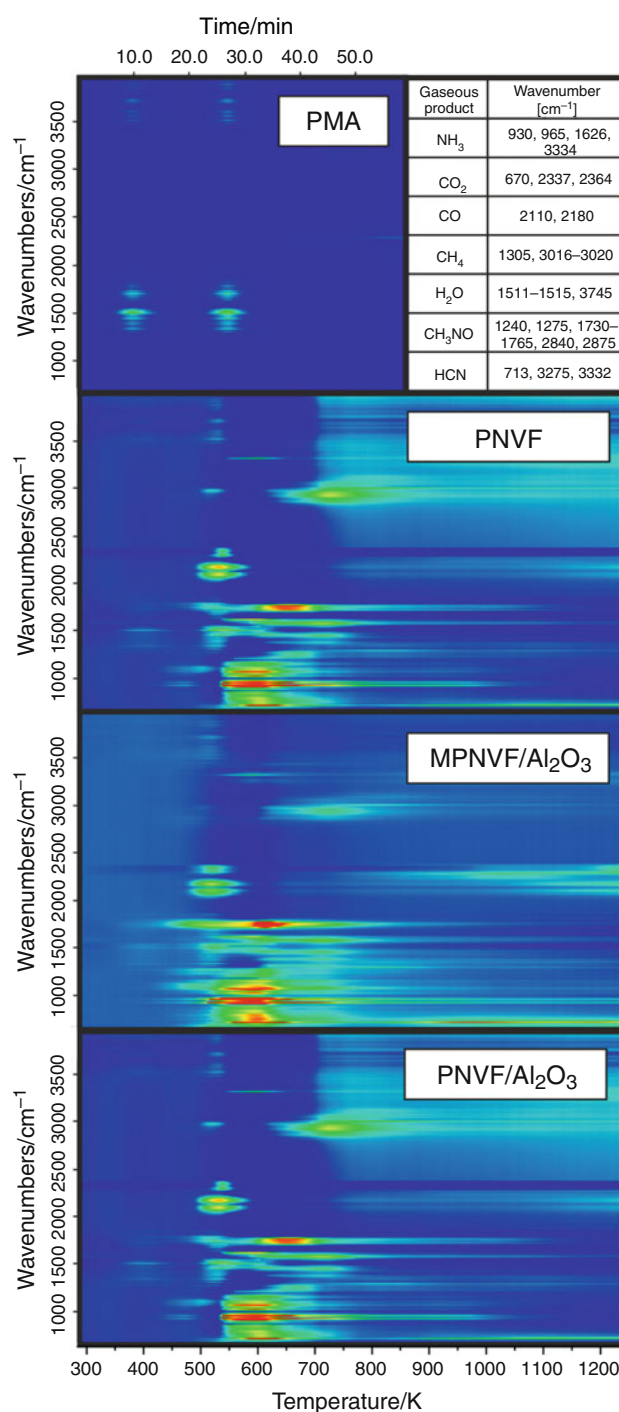 Time/min
10.0 20.0 30.0 40.0 50.0
Wavenumbers/cm⁻¹
3500
3000
2500
2000
1500
1000
PMA
Gaseous product Wavenumber [cm⁻¹]
NH₃ 930, 965, 1626, 3334
CO₂ 670, 2337, 2364
CO 2110, 2180
CH₄ 1305, 3016–3020
H₂O 1511–1515, 3745
CH₃NO 1240, 1275, 1730–1765, 2840, 2875
HCN 713, 3275, 3332
Wavenumbers/cm⁻¹
3500
3000
2500
2000
1500
1000
PNVF
Wavenumbers/cm⁻¹
3500
3000
2500
2000
1500
1000
MPNVF/Al₂O₃
Wavenumbers/cm⁻¹
3500
3000
2500
2000
1500
1000
PNVF/Al₂O₃
300 400 500 600 700 800 900 1000 1100 1200
Temperature/K